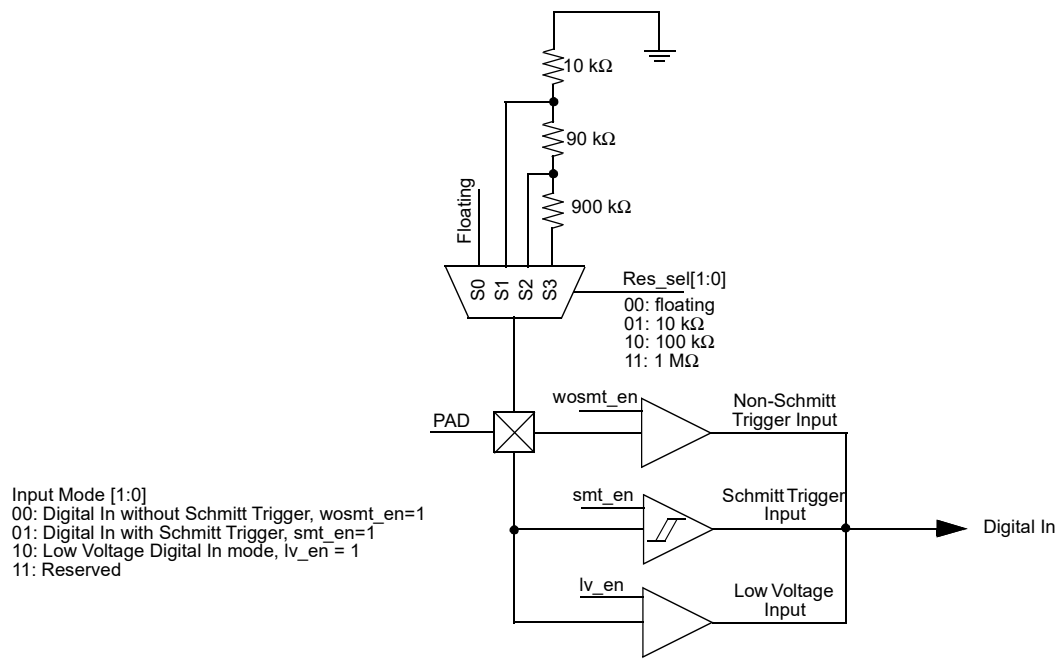 10 kΩ
90 kΩ
900 kΩ
Floating
S0
S1
S2
S3
Res_sel[1:0]
00: floating
01: 10 kΩ
10: 100 kΩ
11: 1 MΩ
wosmt_en
Non-Schmitt
Trigger Input
PAD
smt_en
Schmitt Trigger
Input
Digital In
Input Mode [1:0]
00: Digital In without Schmitt Trigger, wosmt_en=1
01: Digital In with Schmitt Trigger, smt_en=1
10: Low Voltage Digital In mode, lv_en = 1
11: Reserved
lv_en
Low Voltage
Input